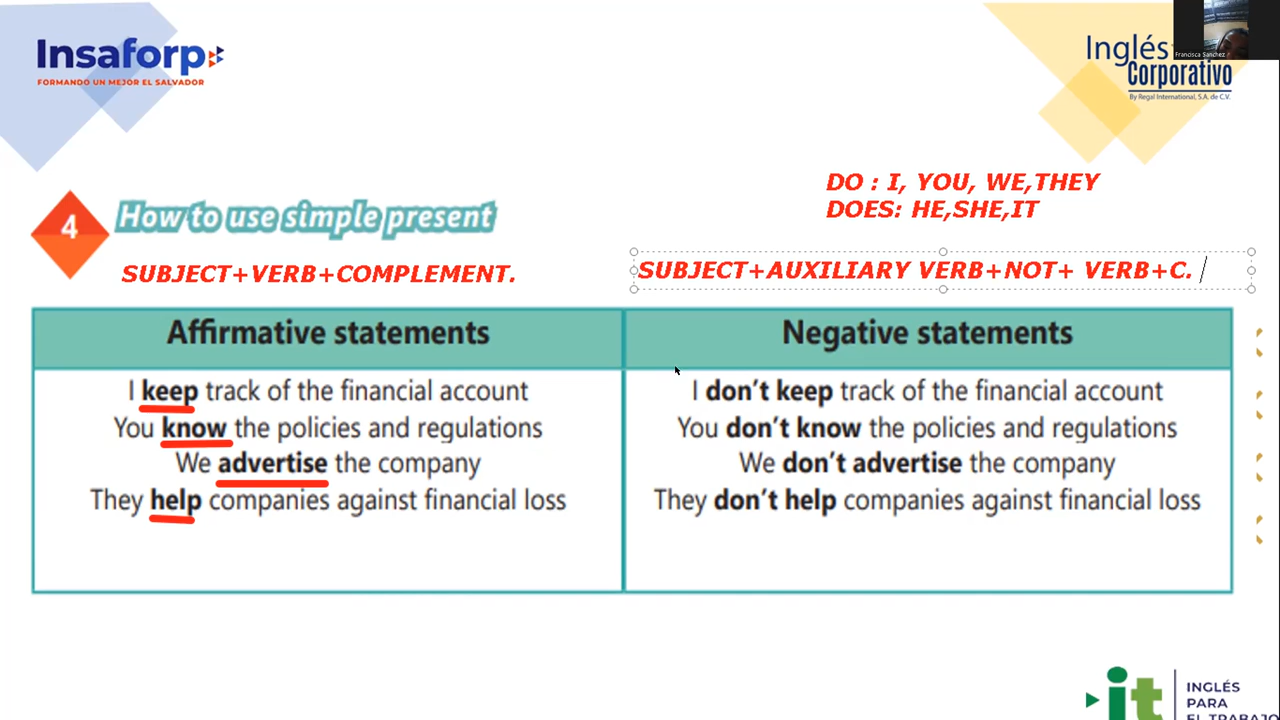 Insaforp
FORMANDO UN MEJOR EL SALVADOR
Inglés
Corporativo
By Regal International, S.A. de C.V.
Francisca Sanchez
DO : I, YOU, WE,THEY
DOES: HE,SHE,IT
4
How to use simple present
SUBJECT+VERB+COMPLEMENT.
SUBJECT+AUXILIARY VERB+NOT+ VERB+C.
Affirmative statements
I keep track of the financial account
You know the policies and regulations
We advertise the company
They help companies against financial loss
Negative statements
I don't keep track of the financial account
You don't know the policies and regulations
We don't advertise the company
They don't help companies against financial loss
it
INGLÉS
PARA
EL TRABAJO